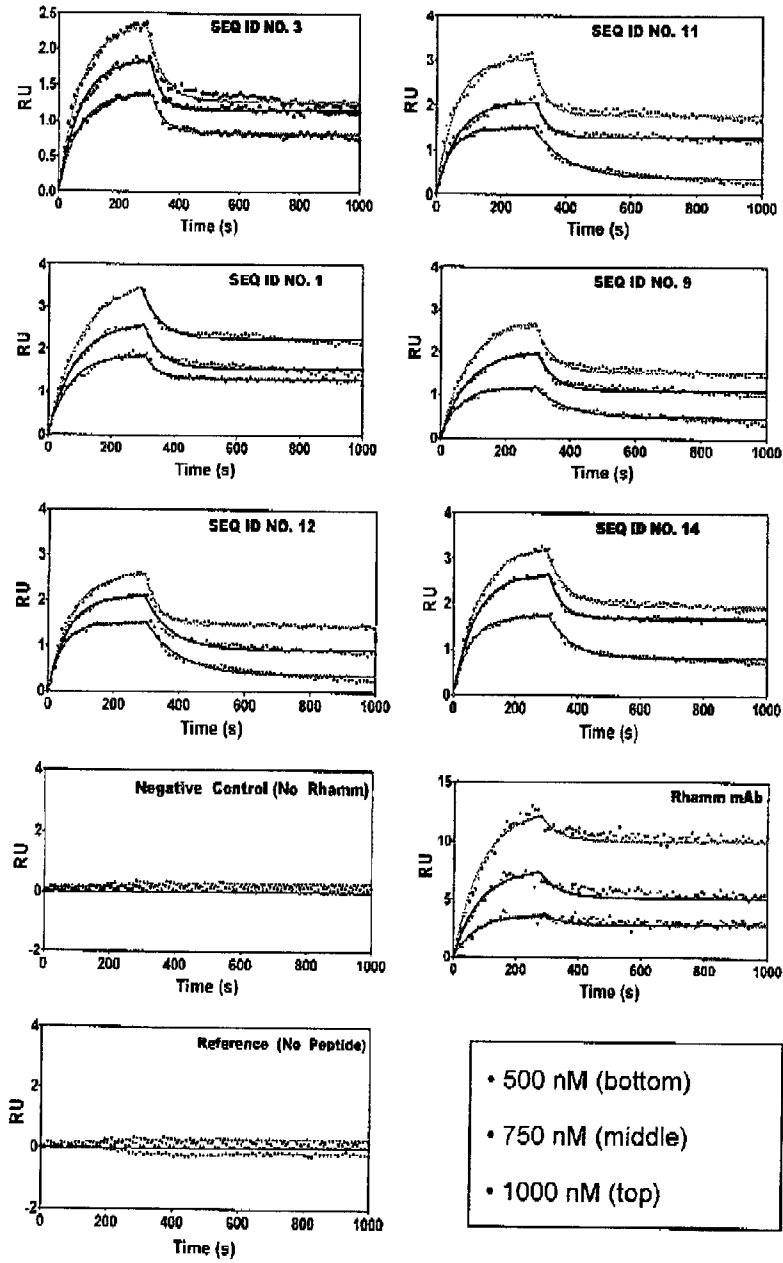 SEQ ID NO. 3
RU
2.5
2.0
1.5
1.0
0.5
0.0
0 200 400 600 800 1000
Time (s)
SEQ ID NO. 11
RU
4
3
2
1
0
0 200 400 600 800 1000
Time (s)
SEQ ID NO. 1
RU
4
3
2
1
0
0 200 400 600 800 1000
Time (s)
SEQ ID NO. 9
RU
4
3
2
1
0
0 200 400 600 800 1000
Time (s)
SEQ ID NO. 12
RU
4
3
2
1
0
0 200 400 600 800 1000
Time (s)
SEQ ID NO. 14
RU
4
3
2
1
0
0 200 400 600 800 1000
Time (s)
Negative Control (No Rhamm)
RU
4
2
0
-2
0 200 400 600 800 1000
Time (s)
Rhamm mAb
RU
15
10
5
0
0 200 400 600 800 1000
Time (s)
Reference (No Peptide)
RU
4
2
0
-2
0 200 400 600 800 1000
Time (s)
• 500 nM (bottom)
• 750 nM (middle)
• 1000 nM (top)